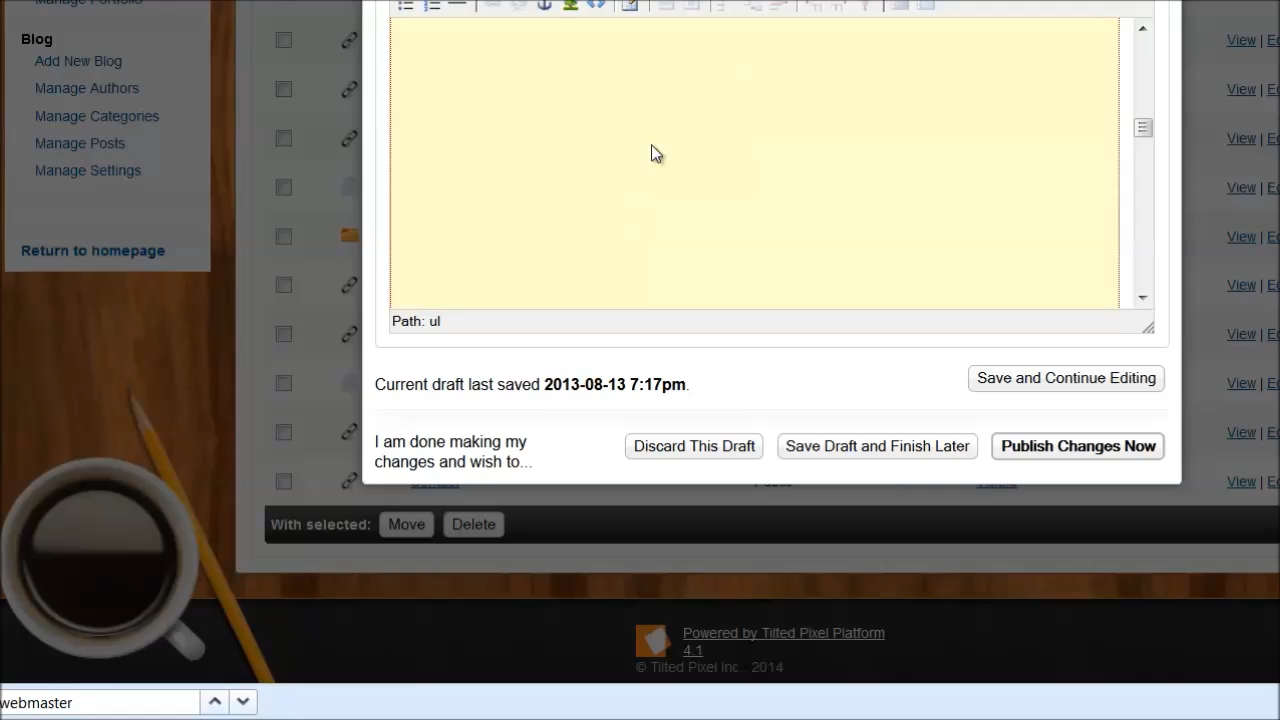 Manage Portfolio
Blog
Add New Blog
Manage Authors
Manage Categories
Manage Posts
Manage Settings
Return to homepage
View |
View |
View |
View |
View |
View |
View |
View |
View |
View |
Path: ul
Current draft last saved 2013-08-13 7:17pm.
Save and Continue Editing
I am done making my
changes and wish to...
Discard This Draft
Save Draft and Finish Later
Publish Changes Now
With selected:
Move
Delete
Powered by Tilted Pixel Platform
4.1
© Tilted Pixel Inc. 2014
webmaster